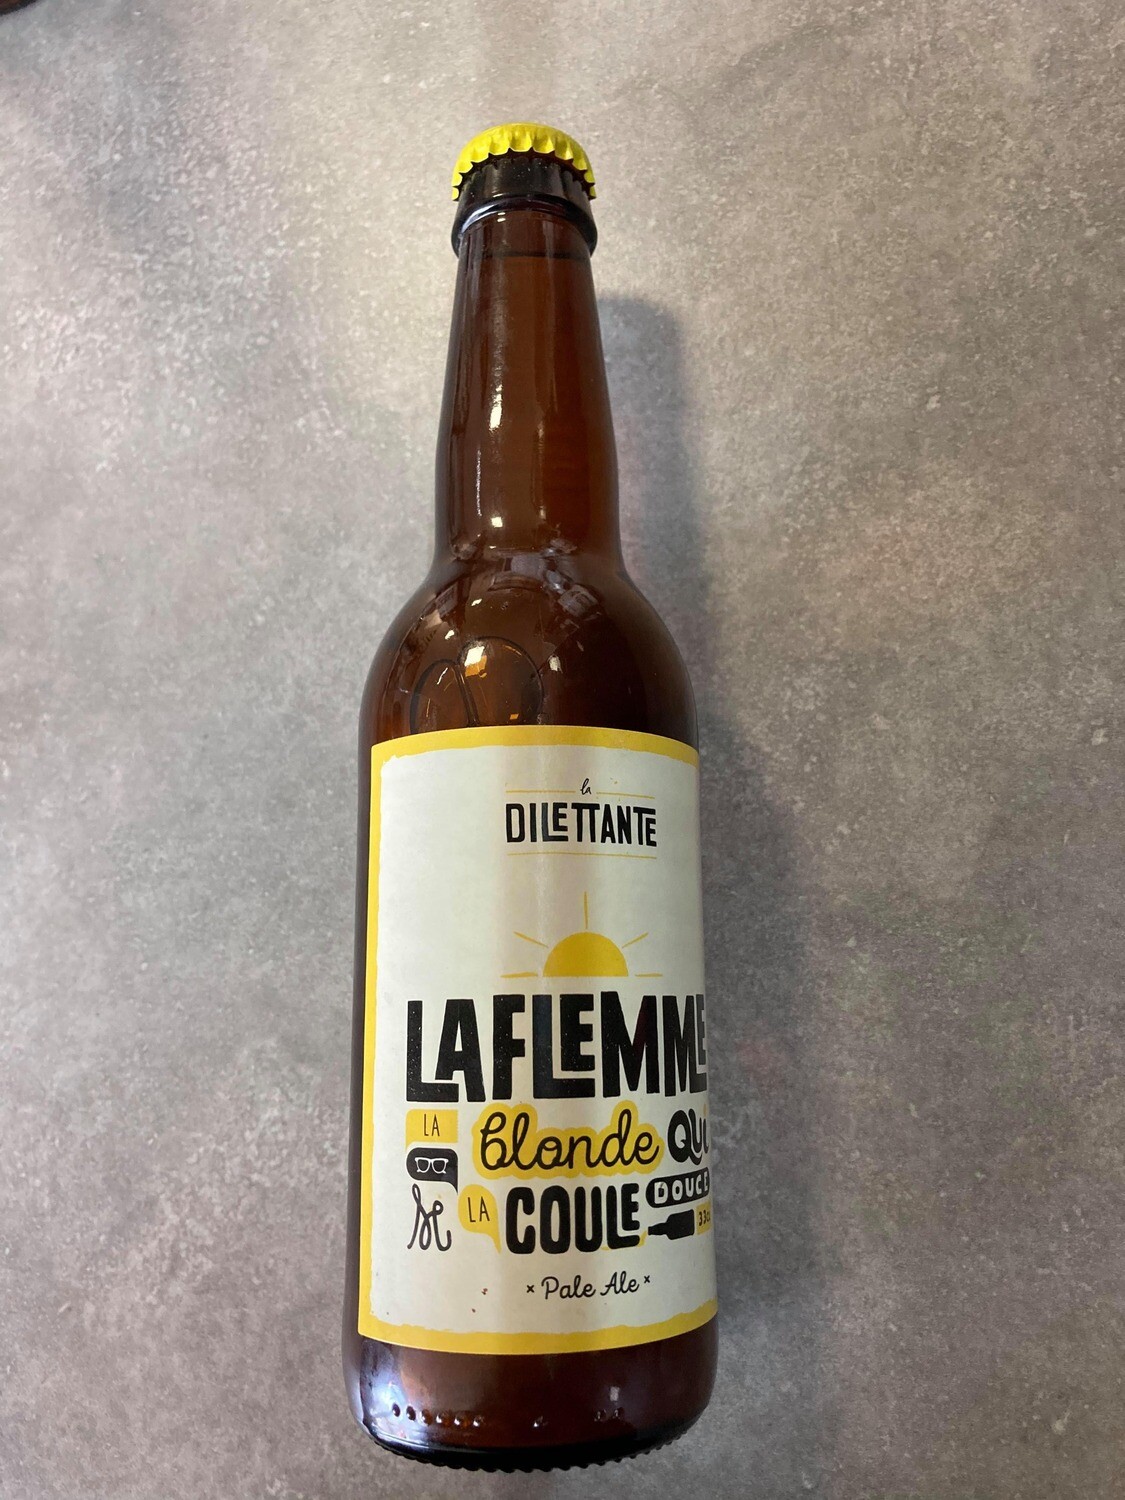 la
DILETTANTE
LAFLEMME
LA blonde QUI
SE LA COULE DOUCE
33cl
× Pale Ale ×